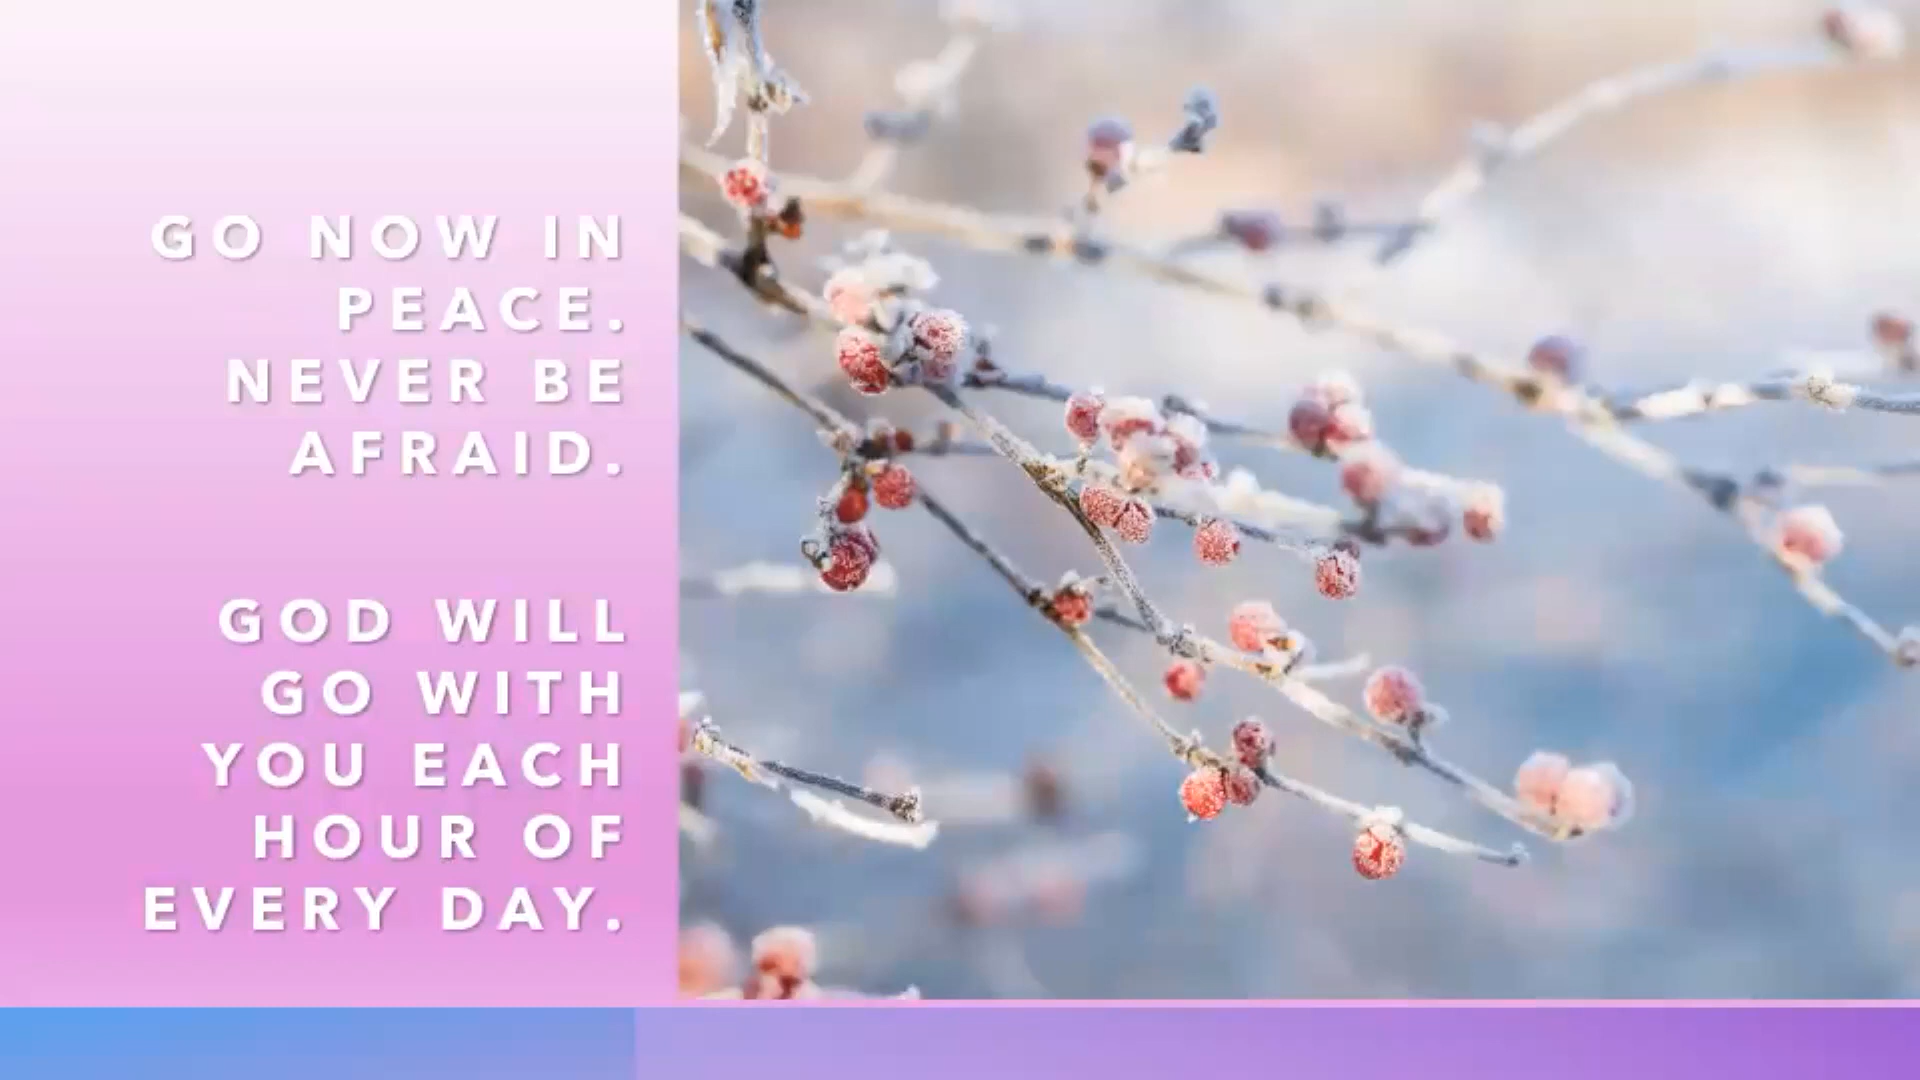 GO NOW IN
PEACE.
NEVER BE
AFRAID.
GOD WILL
GO WITH
YOU EACH
HOUR OF
EVERY DAY.